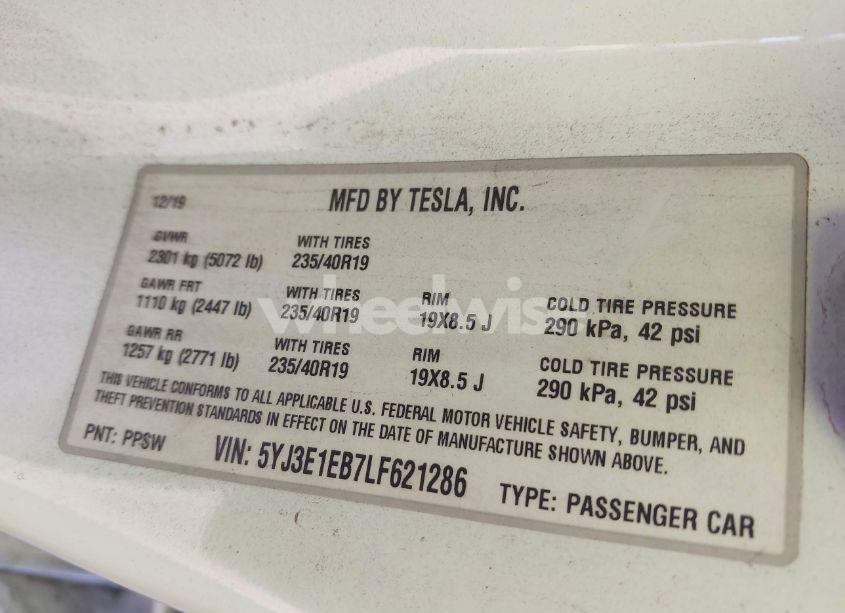 12/19
MFD BY TESLA, INC.
GVWR WITH TIRES
2301 kg (5072 lb) 235/40R19
GAWR FRT WITH TIRES RIM COLD TIRE PRESSURE
1110 kg (2447 lb) 235/40R19 19X8.5 J 290 kPa, 42 psi
GAWR RR WITH TIRES RIM COLD TIRE PRESSURE
1257 kg (2771 lb) 235/40R19 19X8.5 J 290 kPa, 42 psi
THIS VEHICLE CONFORMS TO ALL APPLICABLE U.S. FEDERAL MOTOR VEHICLE SAFETY, BUMPER, AND
THEFT PREVENTION STANDARDS IN EFFECT ON THE DATE OF MANUFACTURE SHOWN ABOVE.
PNT: PPSW VIN: 5YJ3E1EB7LF621286 TYPE: PASSENGER CAR
wheelwise